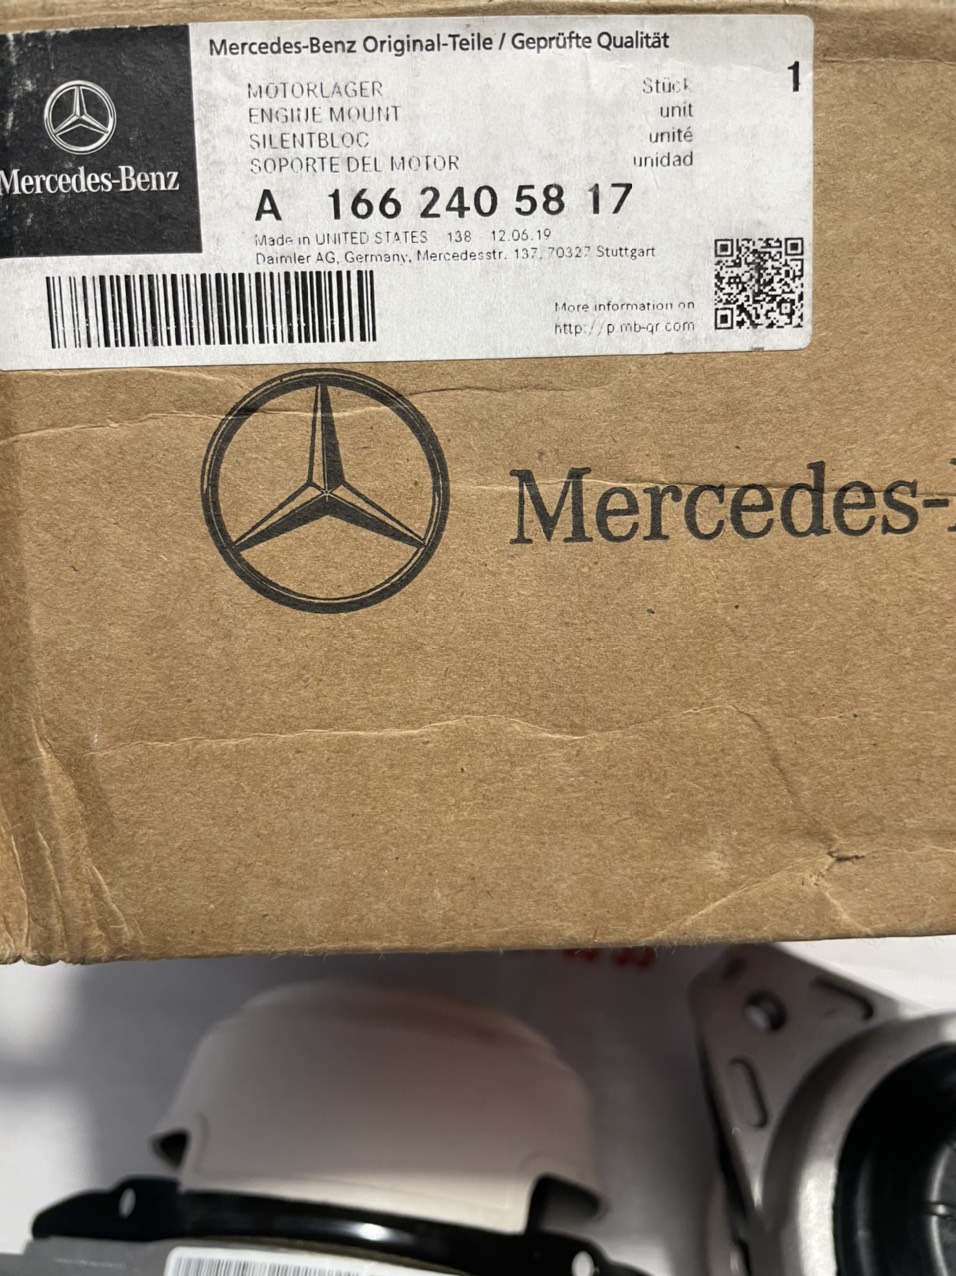 Mercedes-Benz Original-Teile / Geprüfte Qualität
Mercedes-Benz
MOTORLAGER Stück
ENGINE MOUNT unit
SILENTBLOC unité
SOPORTE DEL MOTOR unidad
1
A 166 240 58 17
Made in UNITED STATES 138 12.06.19
Daimler AG, Germany, Mercedesstr. 137, 70327 Stuttgart
More information on
http://p.mb-qr.com
Mercedes-